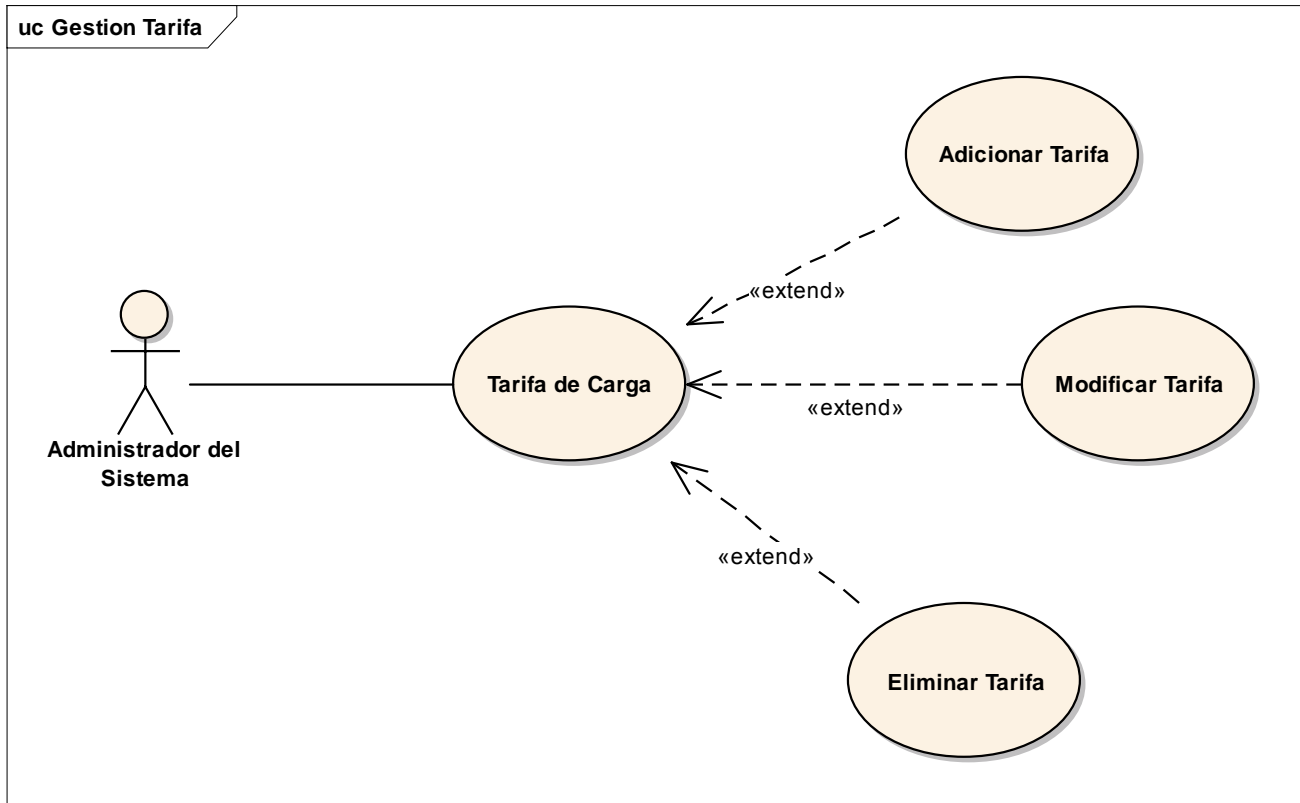 uc Gestion Tarifa
Adicionar Tarifa
«extend»
Tarifa de Carga
Modificar Tarifa
«extend»
Administrador del
Sistema
«extend»
Eliminar Tarifa